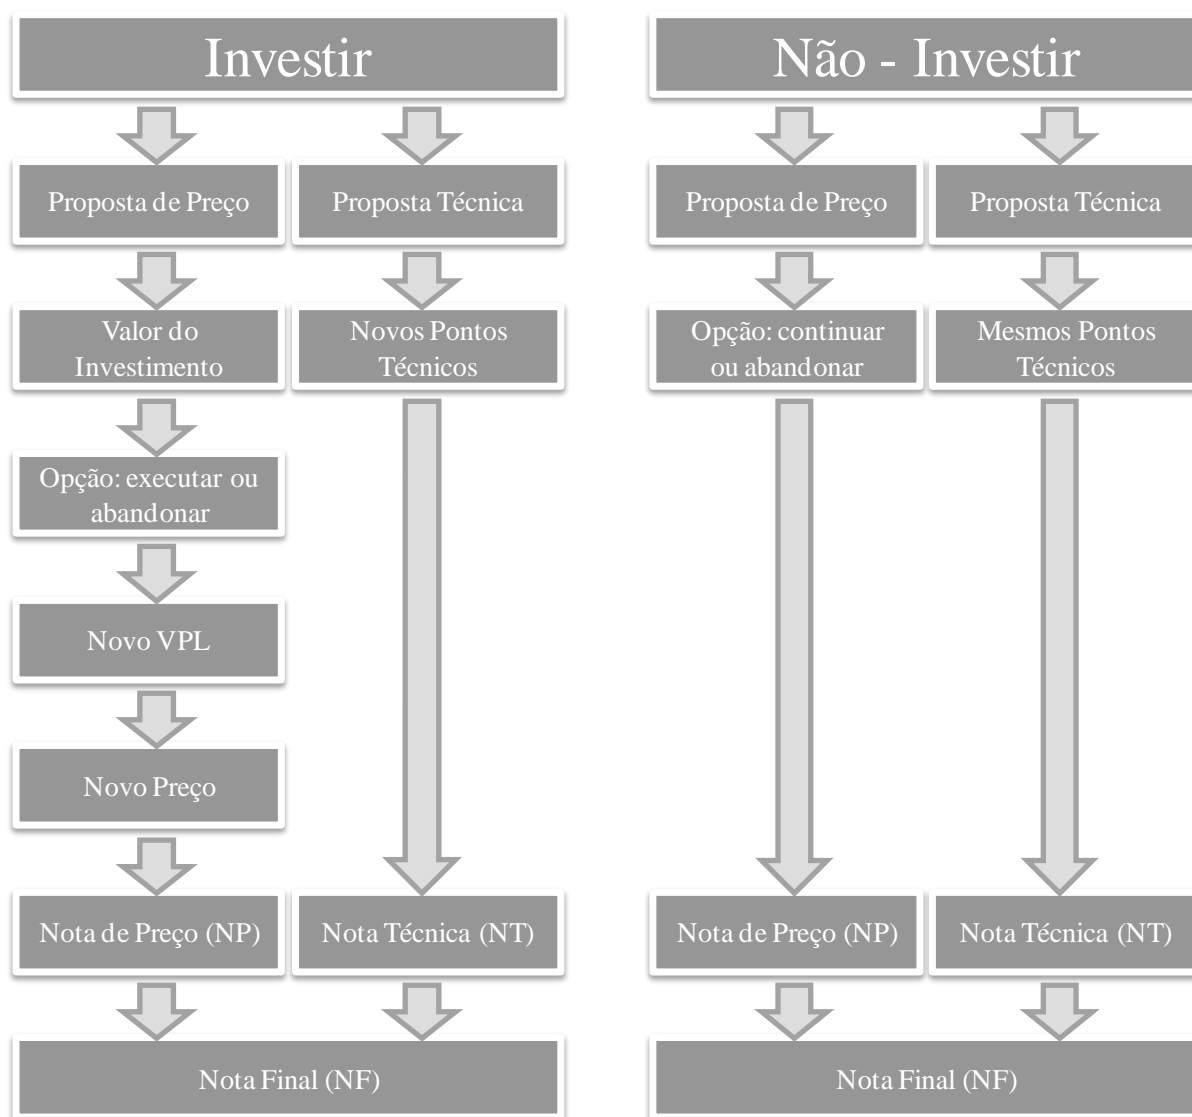 Investir
Proposta de Preço
Proposta Técnica
Valor do
Investimento
Novos Pontos
Técnicos
Opção: executar ou
abandonar
Novo VPL
Novo Preço
Nota de Preço (NP)
Nota Técnica (NT)
Nota Final (NF)
Não - Investir
Proposta de Preço
Proposta Técnica
Opção: continuar
ou abandonar
Mesmos Pontos
Técnicos
Nota de Preço (NP)
Nota Técnica (NT)
Nota Final (NF)